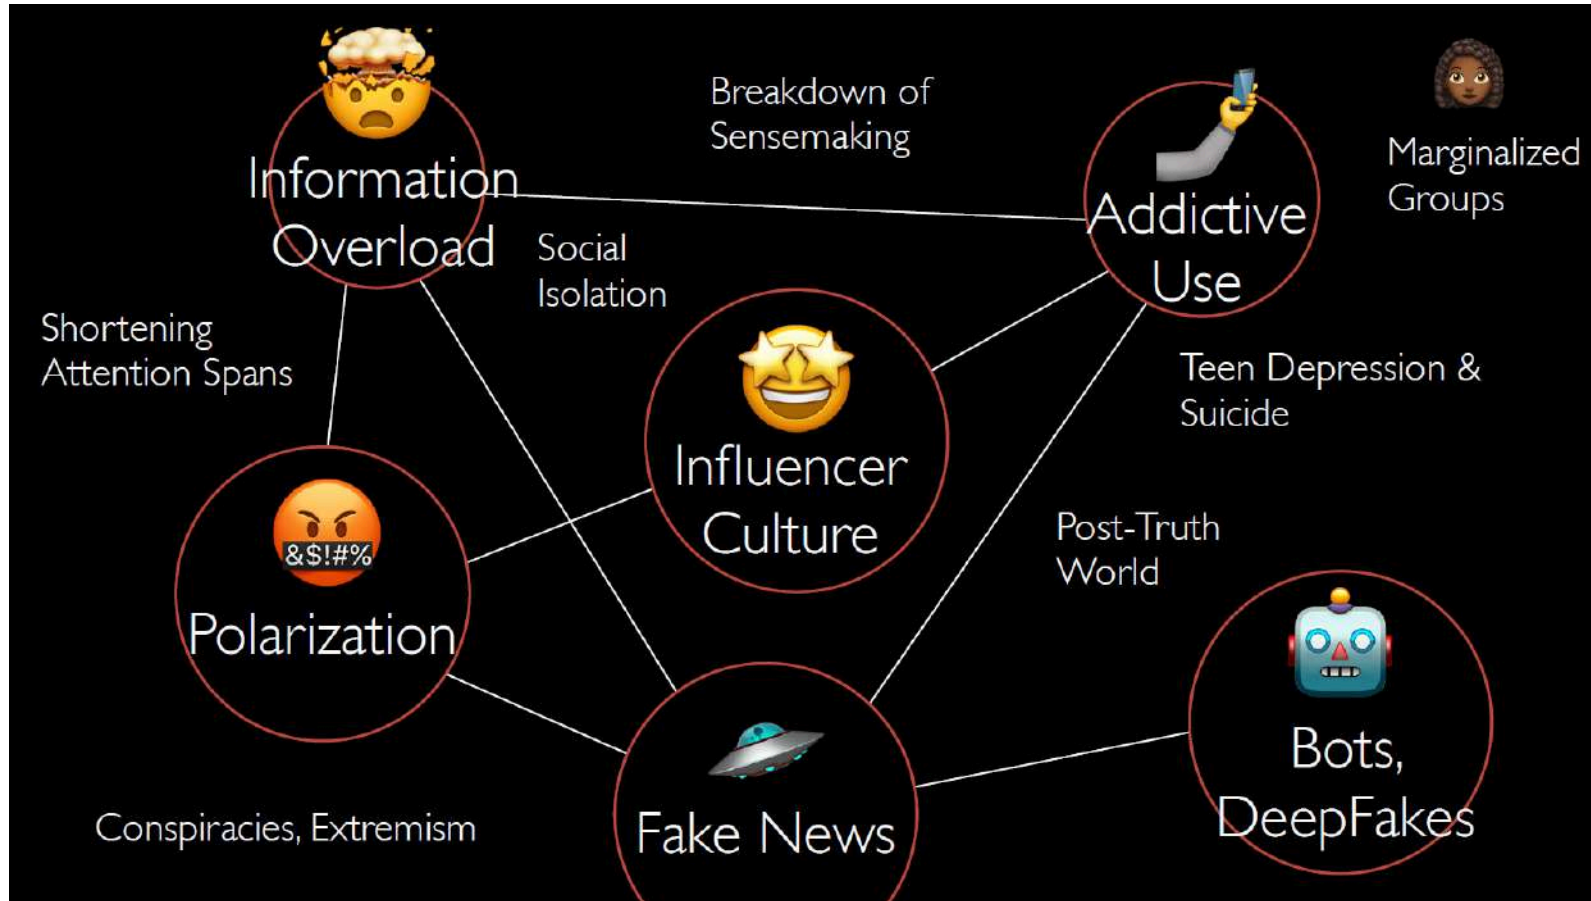 Breakdown of
Sensemaking
Marginalized
Groups
Information
Overload
Addictive
Use
Social
Isolation
Shortening
Attention Spans
Teen Depression &
Suicide
Influencer
Culture
Post-Truth
World
&$!#%
Polarization
Bots,
DeepFakes
Conspiracies, Extremism
Fake News